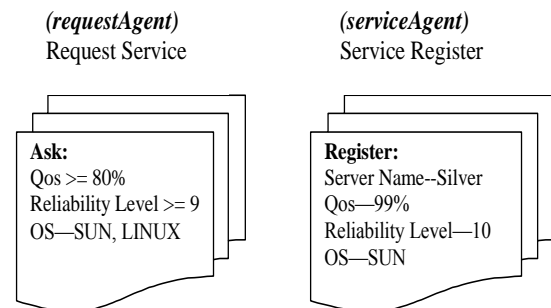 (requestAgent)
Request Service
Ask:
Qos >= 80%
Reliability Level >= 9
OS—SUN, LINUX
(serviceAgent)
Service Register
Register:
Server Name--Silver
Qos—99%
Reliability Level—10
OS—SUN